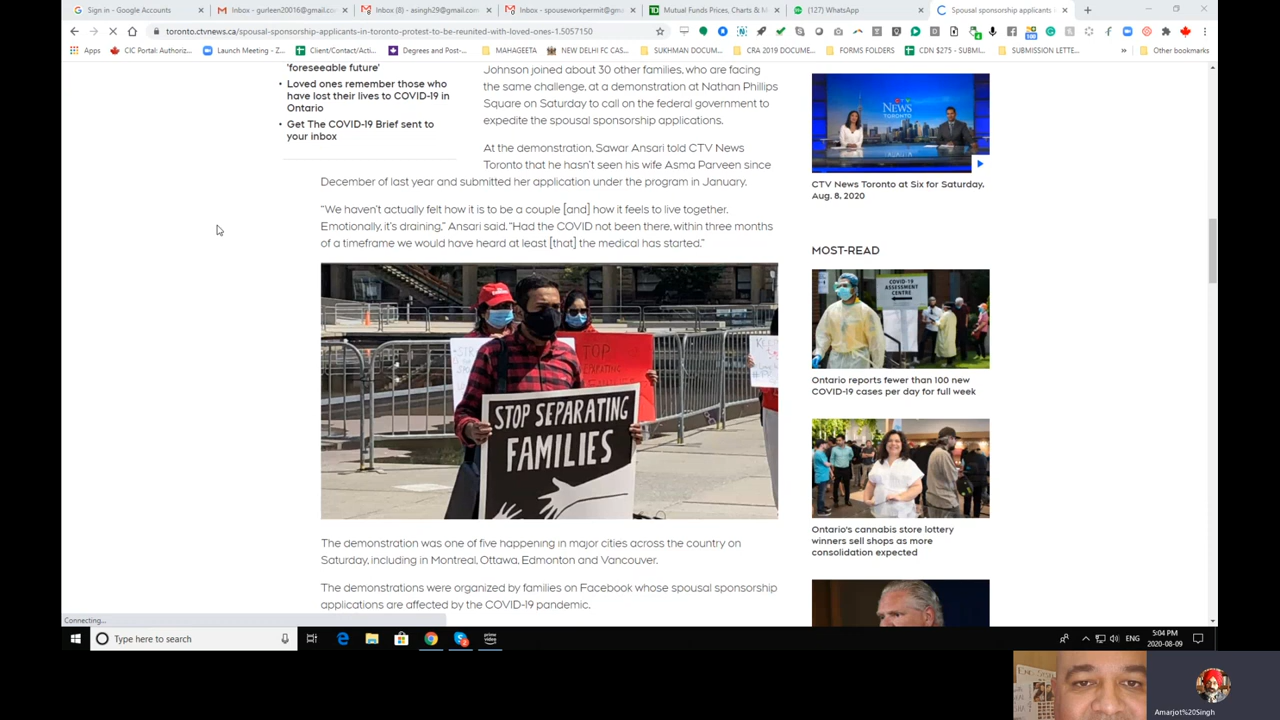 Sign in - Google Accounts
Inbox - gurleen20016@gmail.co
Inbox (8) - asingh29@gmail.com
Inbox - spouseworkpermit@gm
Mutual Funds Prices, Charts & M
(127) WhatsApp
Spousal sponsorship applicants i
toronto.ctvnews.ca/spousal-sponsorship-applicants-in-toronto-protest-to-be-reunited-with-loved-ones-1.5057150
Apps
CIC Portal: Authoriz...
Launch Meeting - Z...
Client/Contact/Acti...
Degrees and Post-...
MAHAGEETA
NEW DELHI FC CAS...
SUKHMAN DOCUM...
CRA 2019 DOCUME...
FORMS FOLDERS
CDN $275 - SUBMI...
SUBMISSION LETTE...
Other bookmarks
'foreseeable future'
Loved ones remember those who
have lost their lives to COVID-19 in
Ontario
Get The COVID-19 Brief sent to
your inbox
Johnson joined about 30 other families, who are facing
the same challenge, at a demonstration at Nathan Phillips
Square on Saturday to call on the federal government to
expedite the spousal sponsorship applications.
At the demonstration, Sawar Ansari told CTV News
Toronto that he hasn't seen his wife Asma Parveen since
December of last year and submitted her application under the program in January.
“We haven't actually felt how it is to be a couple [and] how it feels to live together.
Emotionally, it's draining,” Ansari said. “Had the COVID not been there, within three months
of a timeframe we would have heard at least [that] the medical has started.”
STOP
STOP SEPARATING
FAMILIES
The demonstration was one of five happening in major cities across the country on
Saturday, including in Montreal, Ottawa, Edmonton and Vancouver.
The demonstrations were organized by families on Facebook whose spousal sponsorship
applications are affected by the COVID-19 pandemic.
CTV
NEWS
TORONTO
CTV News Toronto at Six for Saturday,
Aug. 8, 2020
MOST-READ
COVID-19
ASSESSMENT
CENTRE
Ontario reports fewer than 100 new
COVID-19 cases per day for full week
Ontario's cannabis store lottery
winners sell shops as more
consolidation expected
Connecting...
Type here to search
prime
video
ENG
5:04 PM
2020-08-09
Amarjot%20Singh